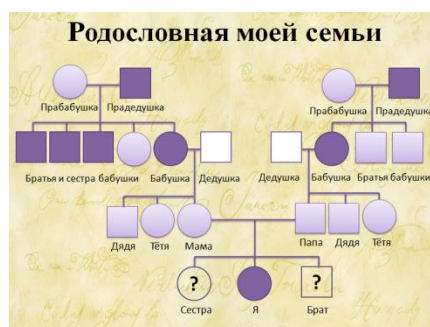 Родословная моей семьи
Прабабушка Прадедушка Прабабушка Прадедушка
Братья и сестра бабушки Бабушка Дедушка Дедушка Бабушка Братья бабушки
Дядя Тётя Мама Папа Дядя Тётя
? ?
Сестра Я Брат